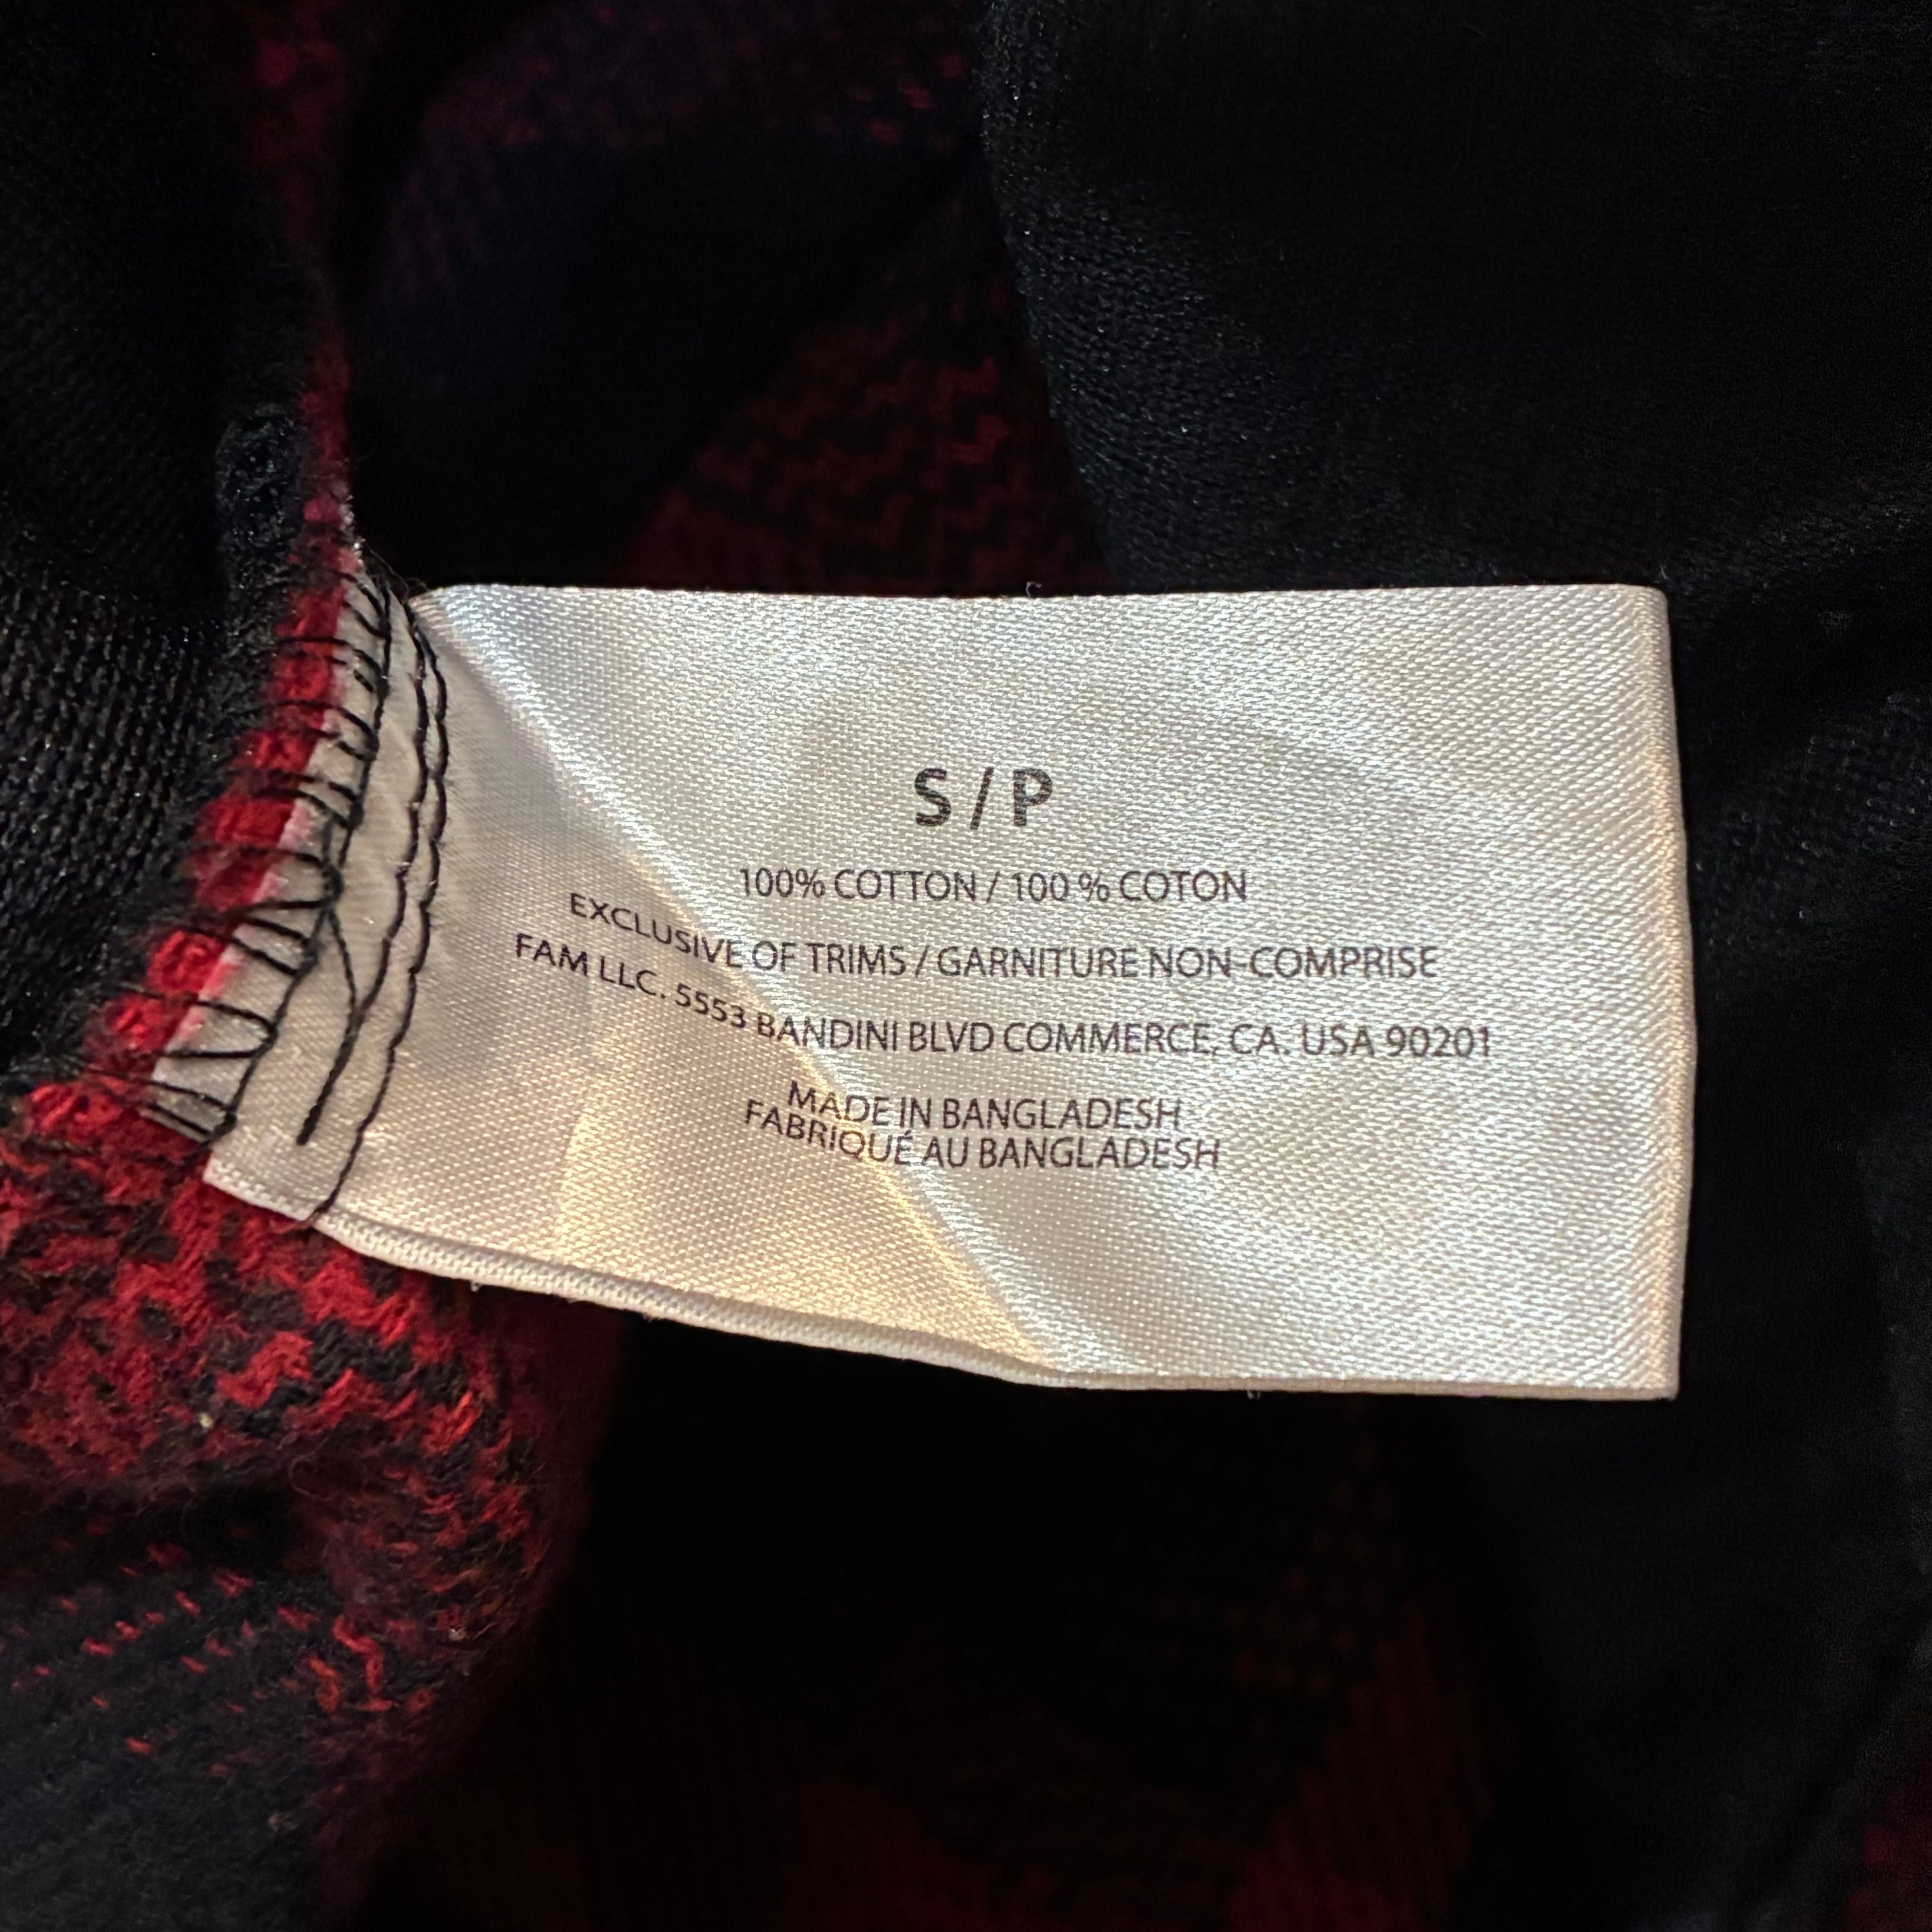 S / P
100% COTTON / 100 % COTON
EXCLUSIVE OF TRIMS / GARNITURE NON-COMPRISE
FAM LLC. 5553 BANDINI BLVD COMMERCE, CA. USA 90201
MADE IN BANGLADESH
FABRIQUÉ AU BANGLADESH